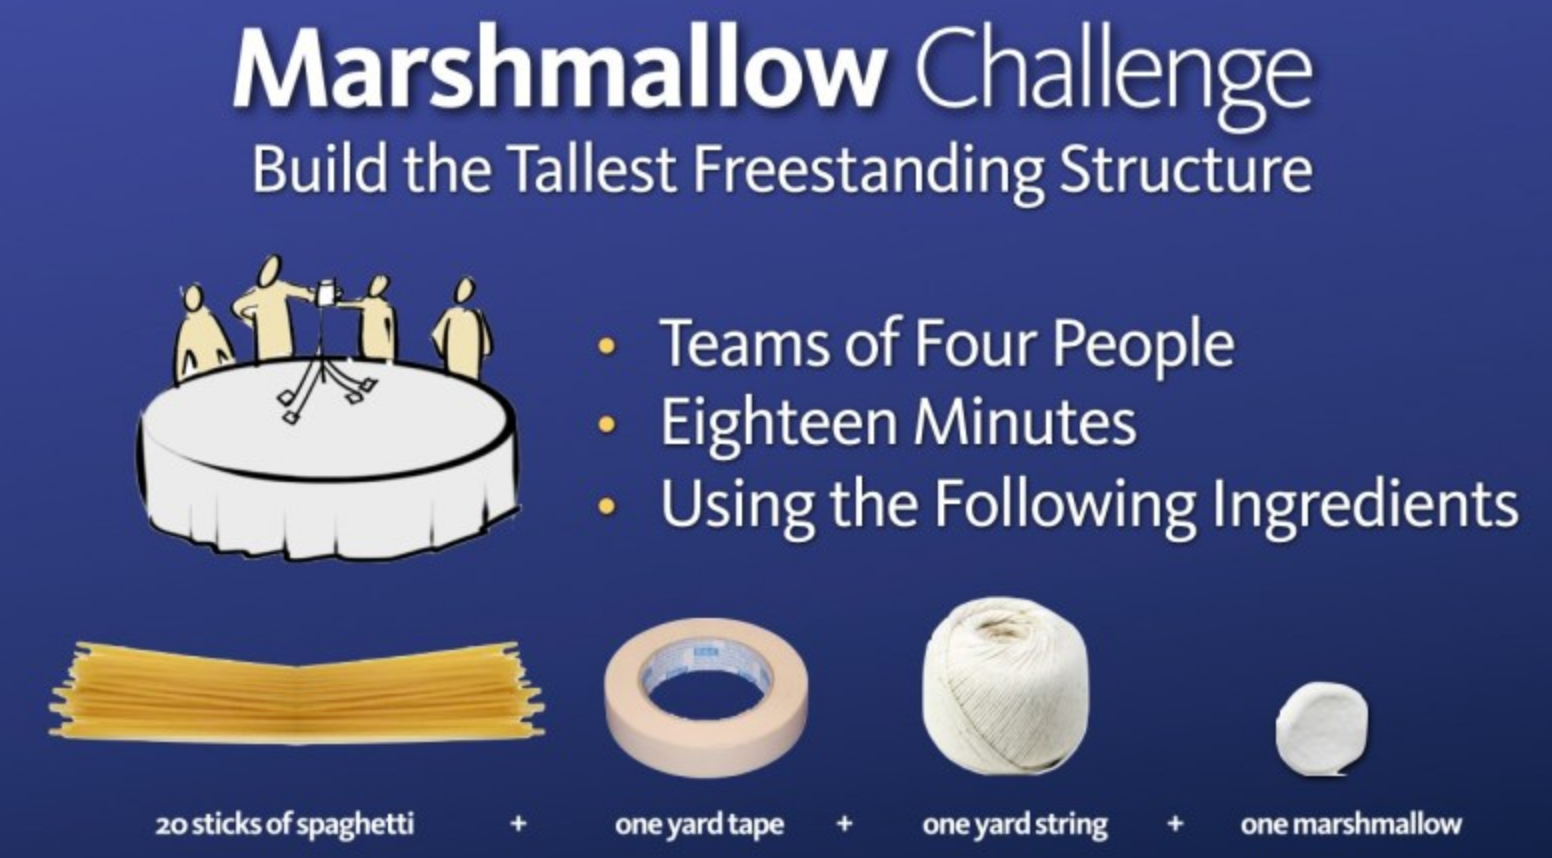 Marshmallow Challenge
Build the Tallest Freestanding Structure
• Teams of Four People
• Eighteen Minutes
• Using the Following Ingredients
20 sticks of spaghetti + one yard tape + one yard string + one marshmallow